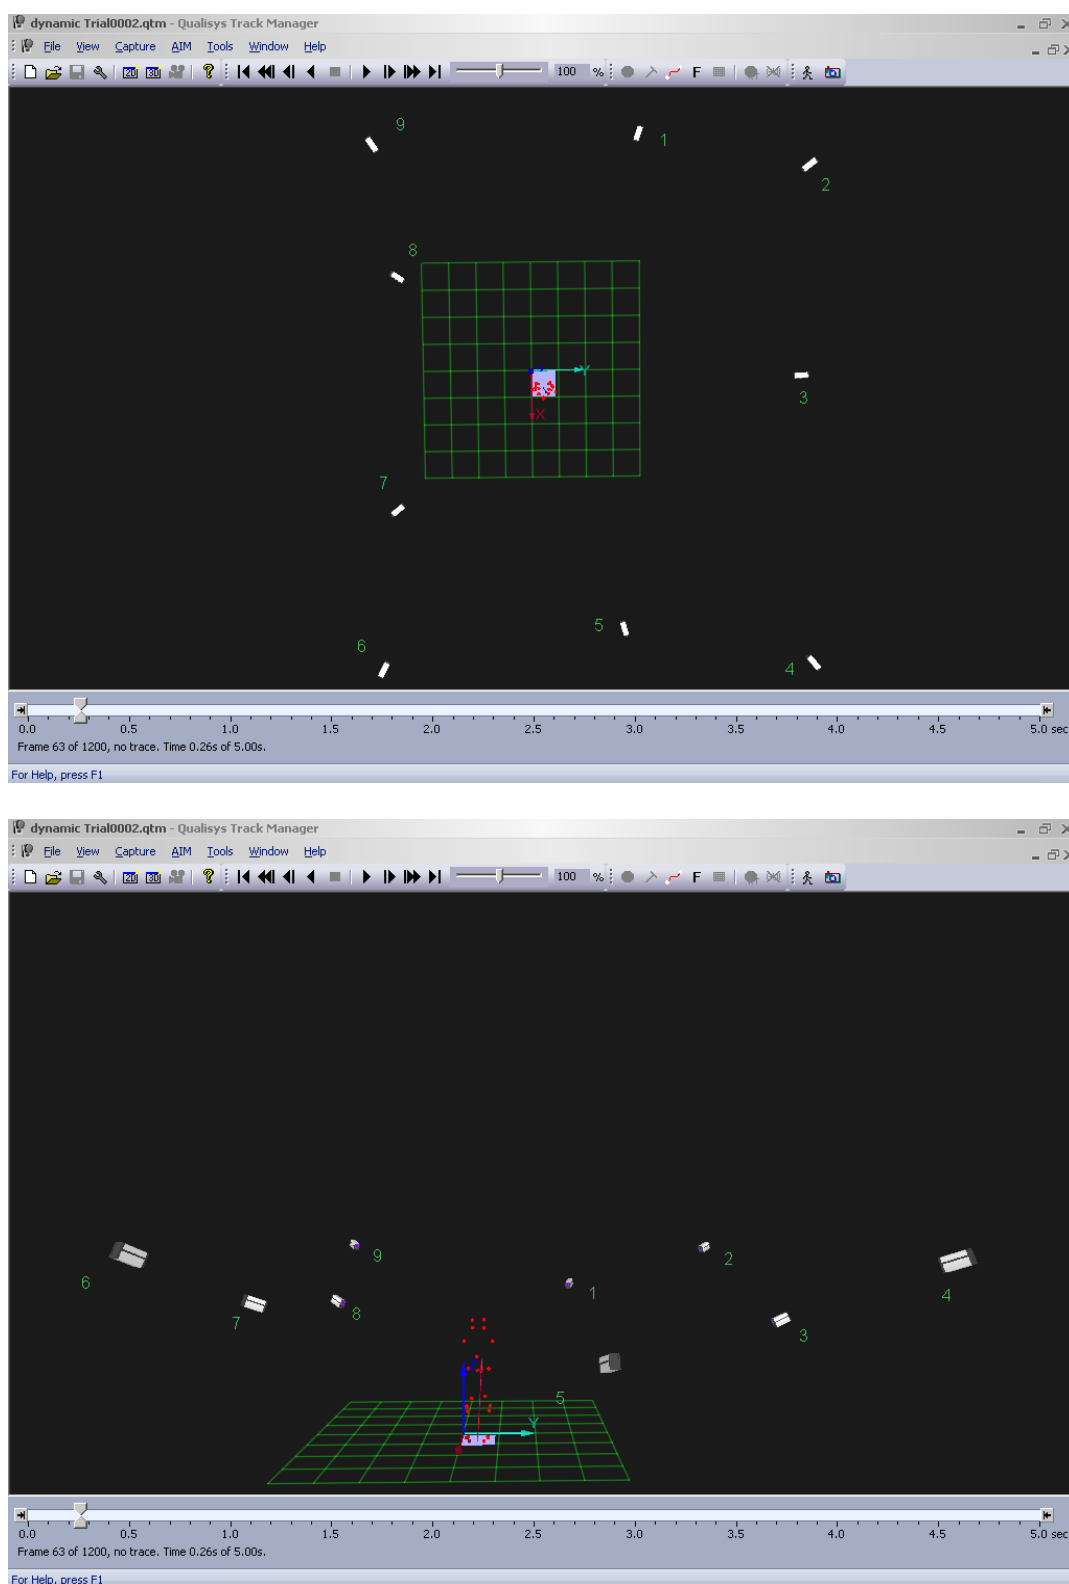 dynamic Trial0002.qtm - Qualisys Track Manager
File View Capture AIM Tools Window Help
2D 3D ? 100 % F
9
1
2
8
Y
3
X
7
5
6
4
0.0 0.5 1.0 1.5 2.0 2.5 3.0 3.5 4.0 4.5 5.0 sec
Frame 63 of 1200, no trace. Time 0.26s of 5.00s.
For Help, press F1
dynamic Trial0002.qtm - Qualisys Track Manager
File View Capture AIM Tools Window Help
2D 3D ? 100 % F
9
2
6
1
4
8
7
3
5
Y
0.0 0.5 1.0 1.5 2.0 2.5 3.0 3.5 4.0 4.5 5.0 sec
Frame 63 of 1200, no trace. Time 0.26s of 5.00s.
For Help, press F1